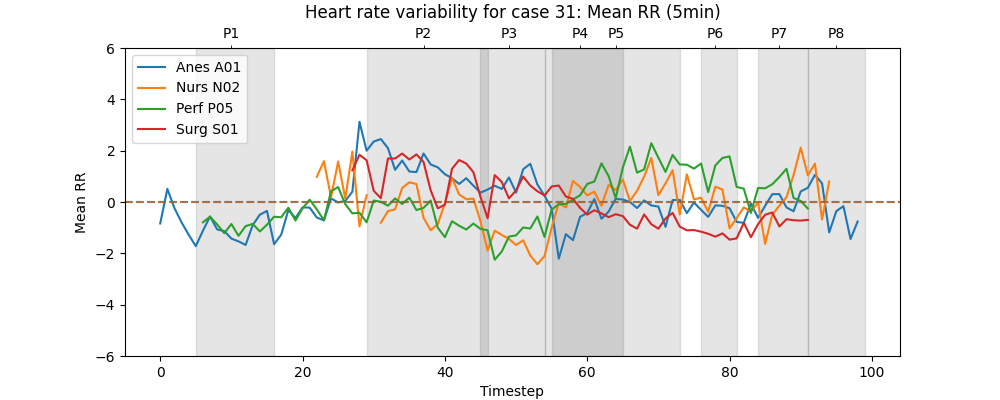 Heart rate variability for case 31: Mean RR (5min)
P1 P2 P3 P4 P5 P6 P7 P8
Anes A01
Nurs N02
Perf P05
Surg S01
6
4
2
0
−2
−4
−6
Mean RR
0 20 40 60 80 100
Timestep